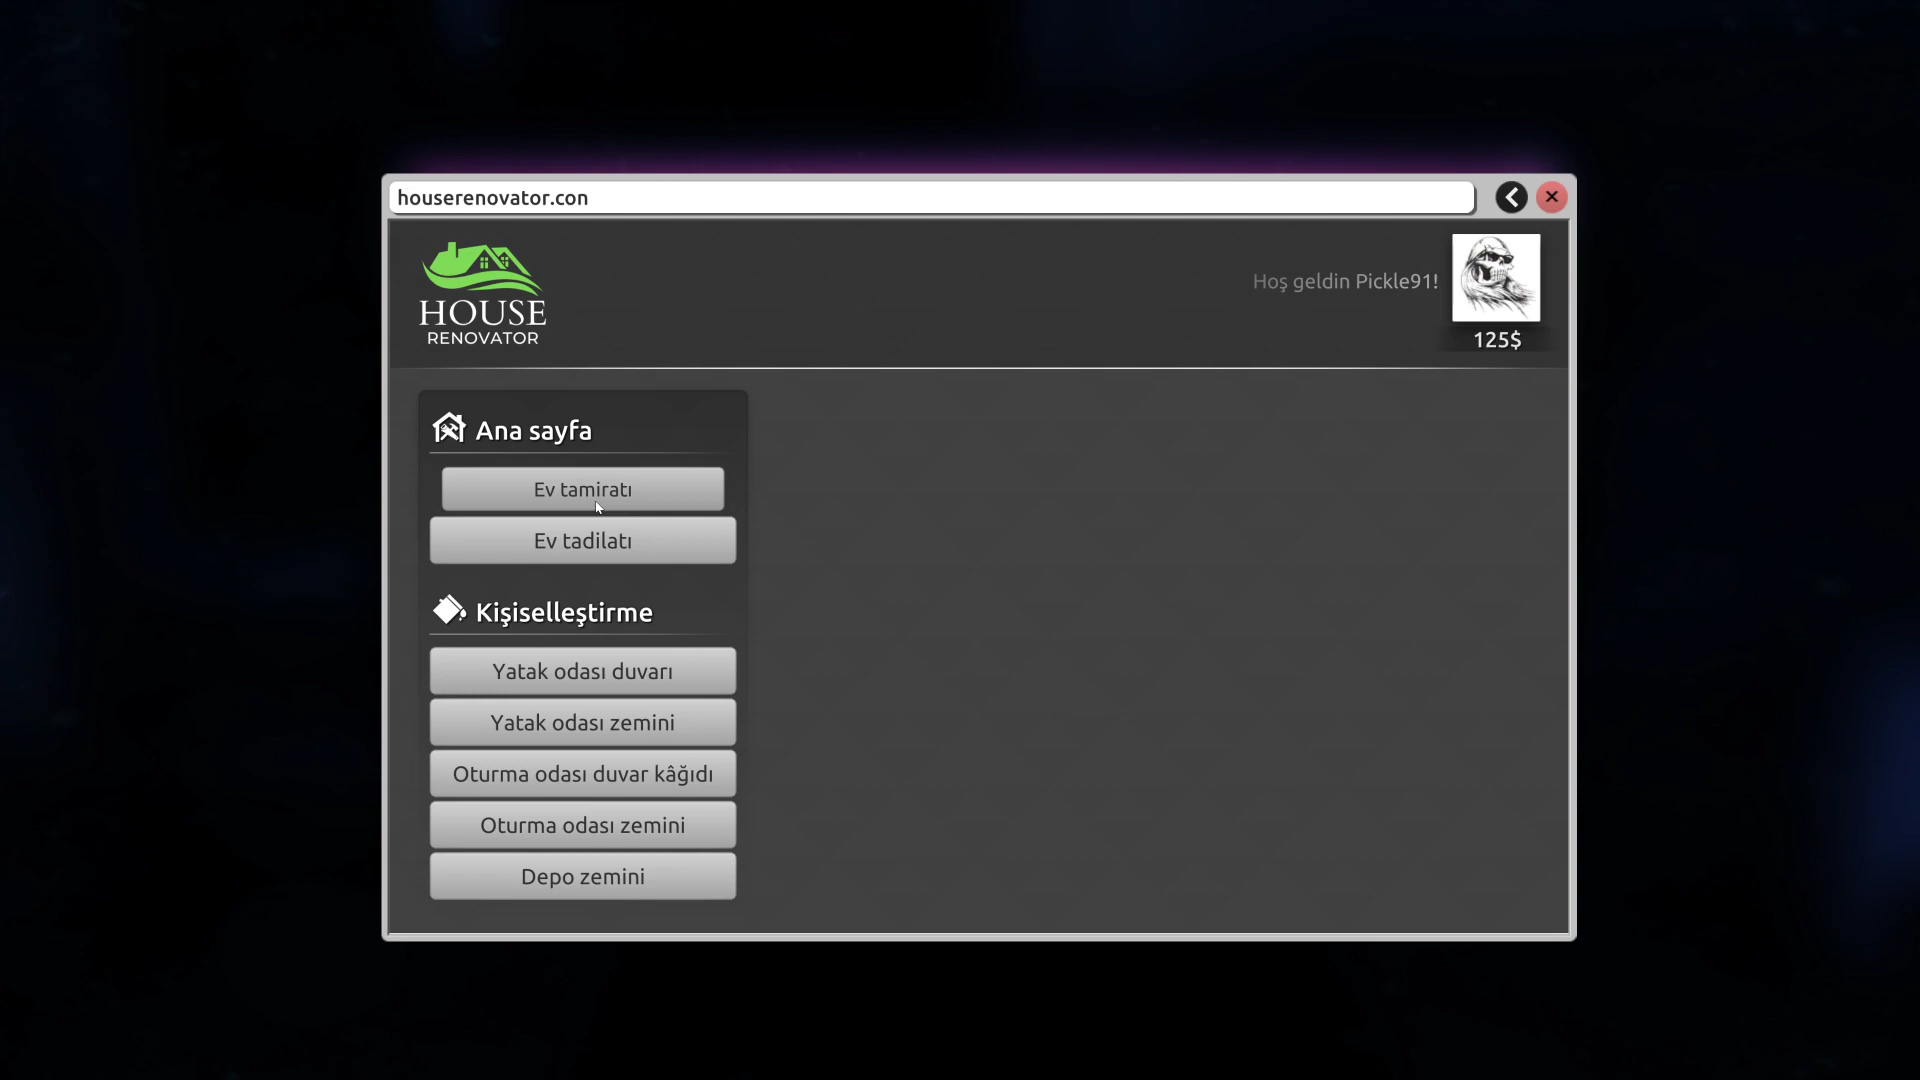 houserenovator.con
HOUSE
RENOVATOR
Hoş geldin Pickle91!
125$
Ana sayfa
Ev tamiratı
Ev tadilatı
Kişiselleştirme
Yatak odası duvarı
Yatak odası zemini
Oturma odası duvar kâğıdı
Oturma odası zemini
Depo zemini